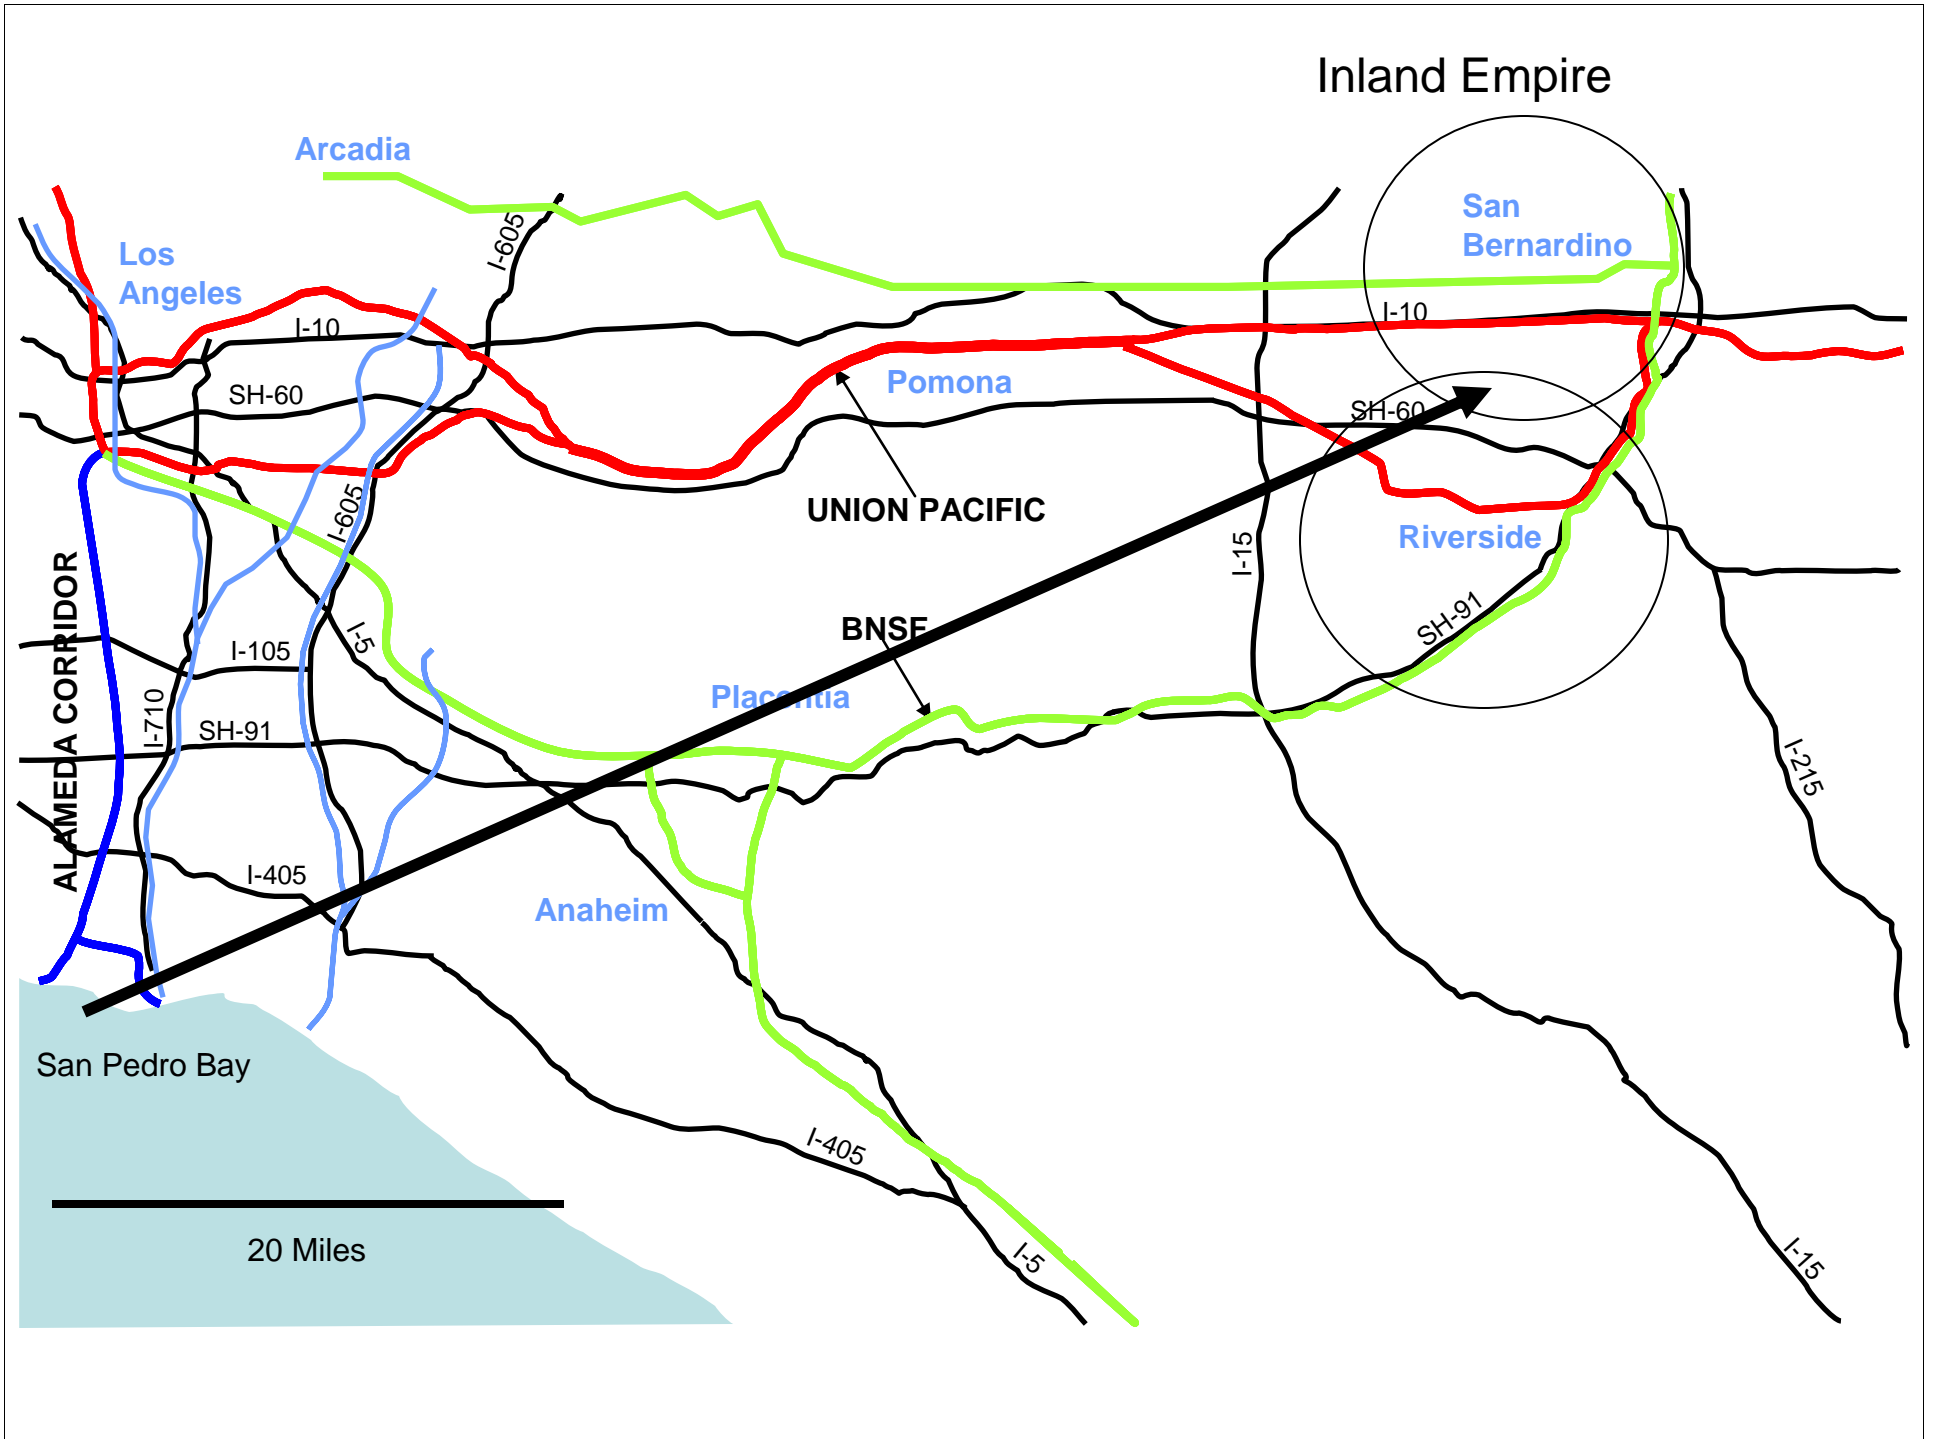 Inland Empire
Arcadia
San
Bernardino
Los
Angeles
I-605
I-10
I-10
SH-60
Pomona
SH-60
UNION PACIFIC
I-605
Riverside
I-15
ALAMEDA CORRIDOR
I-5
I-105
BNSF
SH-91
Placentia
I-710
SH-91
I-215
I-405
Anaheim
San Pedro Bay
I-405
20 Miles
I-5
I-15